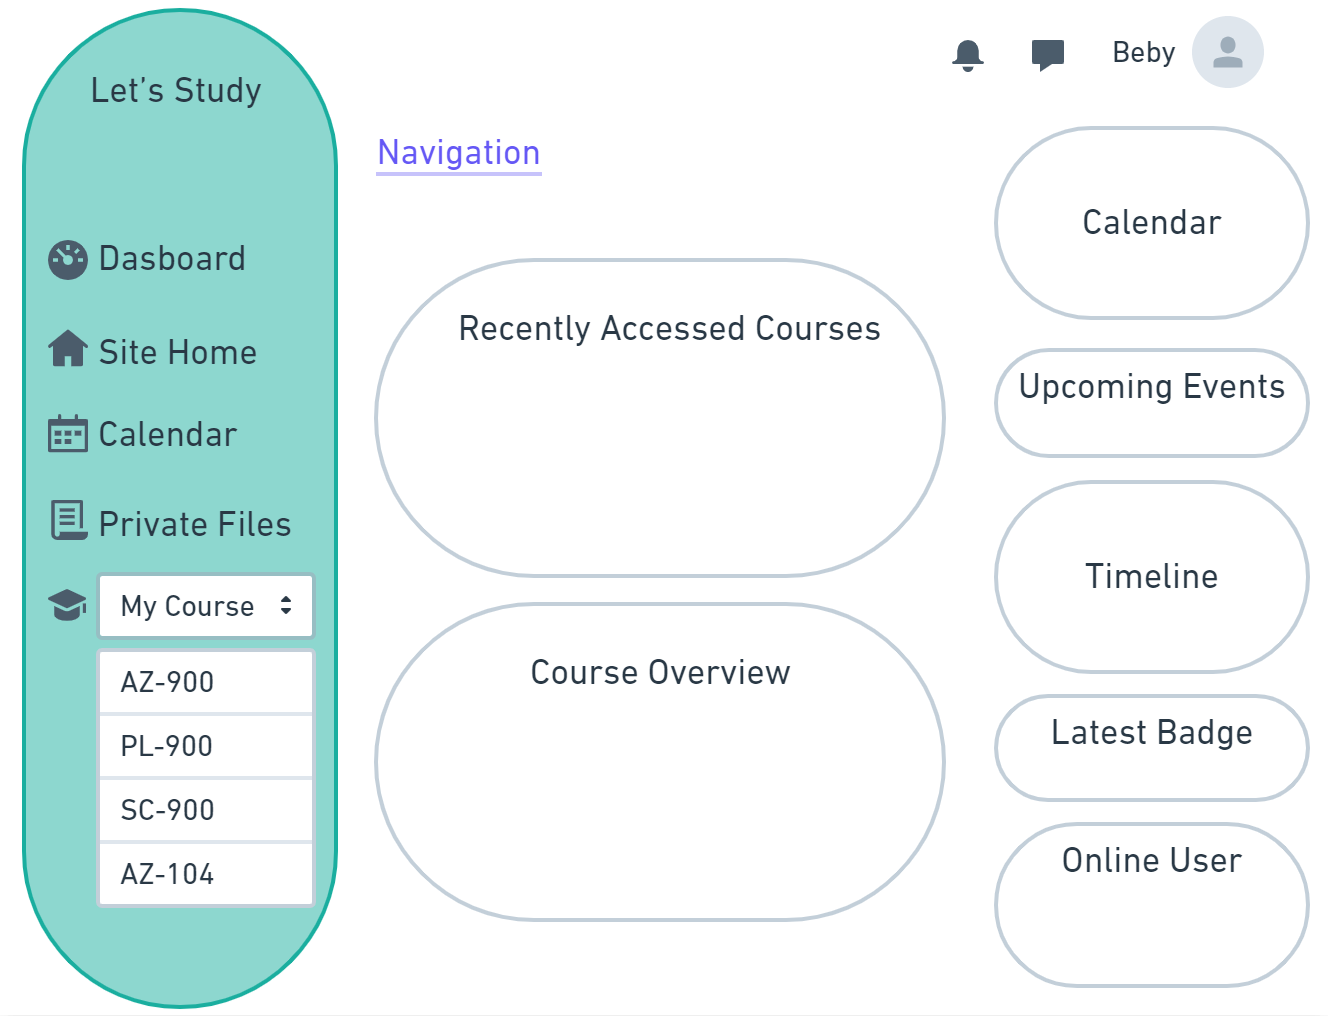 Let’s Study
Dasboard
Site Home
Calendar
Private Files
My Course
AZ-900
PL-900
SC-900
AZ-104
Beby
Navigation
Recently Accessed Courses
Course Overview
Calendar
Upcoming Events
Timeline
Latest Badge
Online User